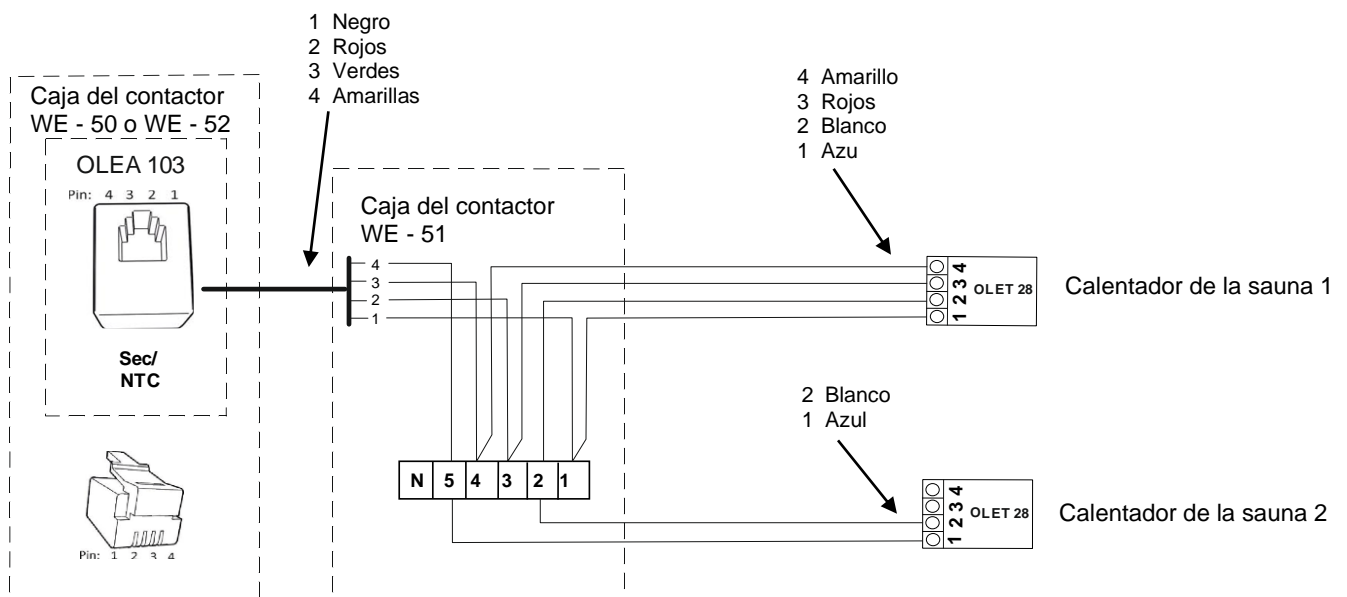 1 Negro
2 Rojos
3 Verdes
4 Amarillas
Caja del contactor
WE - 50 o WE - 52
OLEA 103
Pin: 4 3 2 1
Sec/
NTC
Pin: 1 2 3 4
Caja del contactor
WE - 51
4
3
2
1
N 5 4 3 2 1
4 Amarillo
3 Rojos
2 Blanco
1 Azu
1 2 3 4
OLET 28
Calentador de la sauna 1
2 Blanco
1 Azul
1 2 3 4
OLET 28
Calentador de la sauna 2